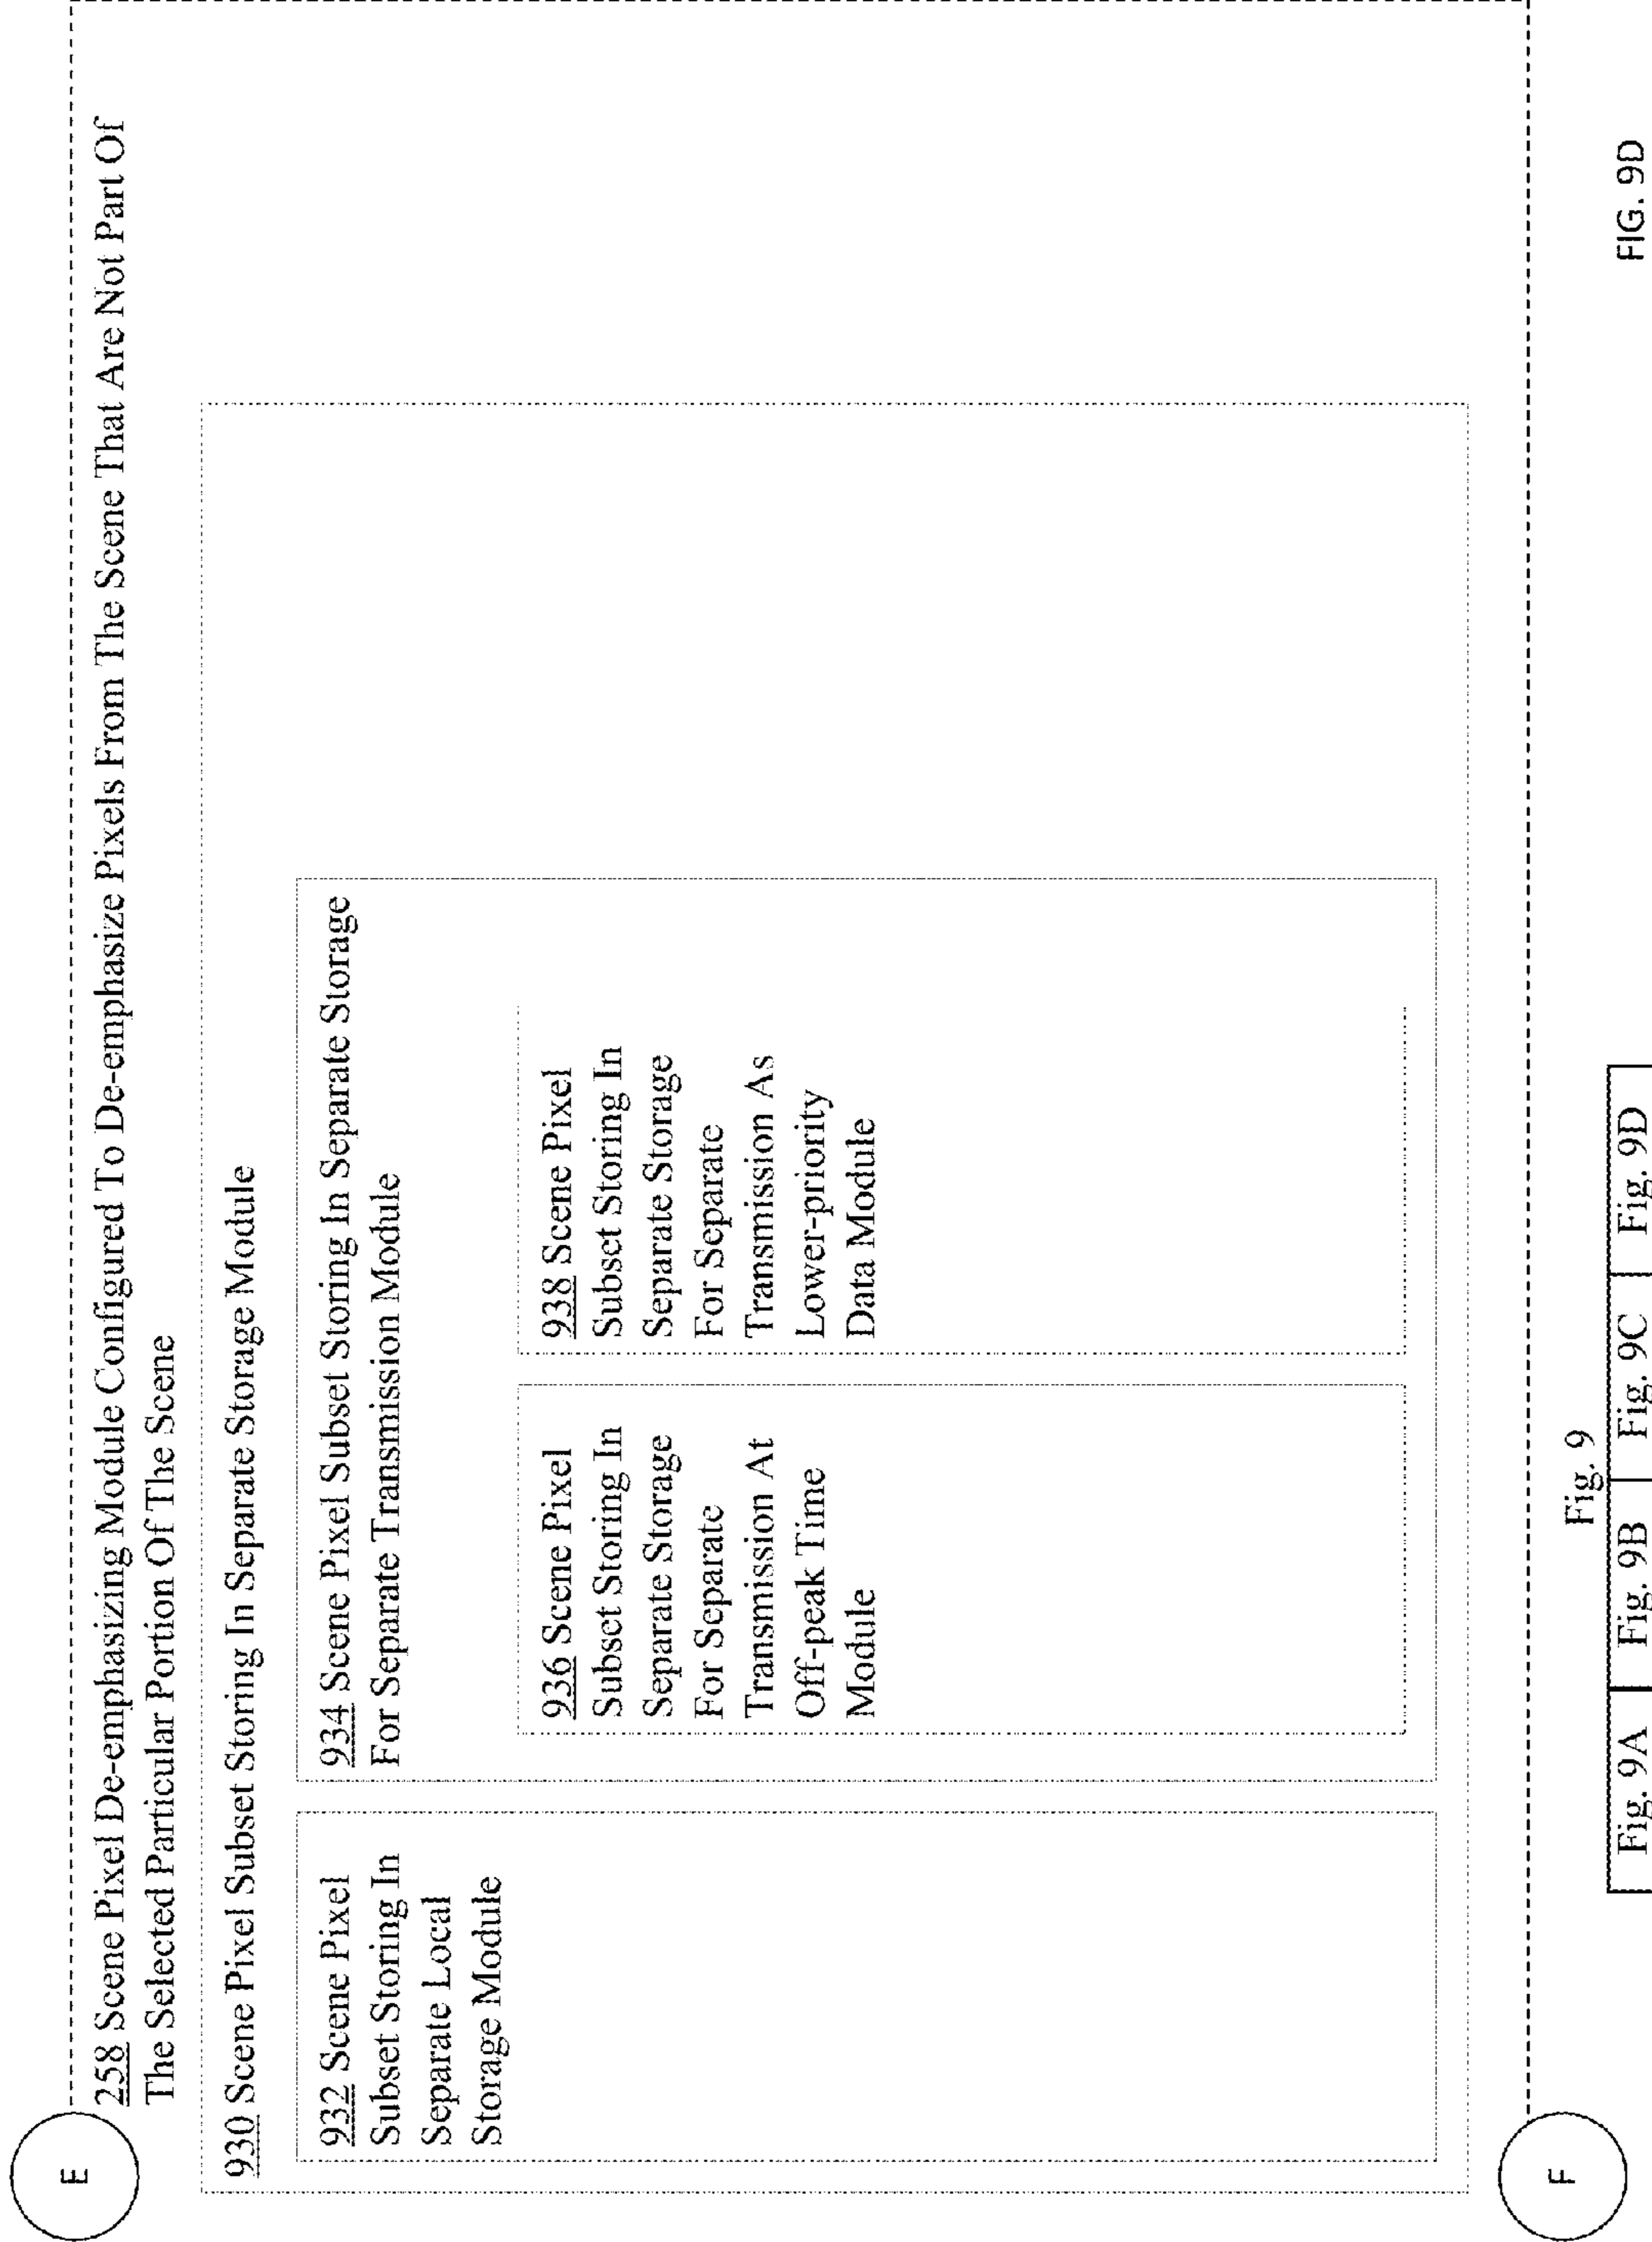 E
258 Scene Pixel De-emphasizing Module Configured To De-emphasize Pixels From The Scene That Are Not Part Of
The Selected Particular Portion Of The Scene
930 Scene Pixel Subset Storing In Separate Storage Module
932 Scene Pixel
Subset Storing In
Separate Local
Storage Module
934 Scene Pixel Subset Storing In Separate Storage
For Separate Transmission Module
936 Scene Pixel
Subset Storing In
Separate Storage
For Separate
Transmission At
Off-peak Time
Module
938 Scene Pixel
Subset Storing In
Separate Storage
For Separate
Transmission As
Lower-priority
Data Module
F
Fig. 9
Fig. 9A
Fig. 9B
Fig. 9C
Fig. 9D
FIG. 9D